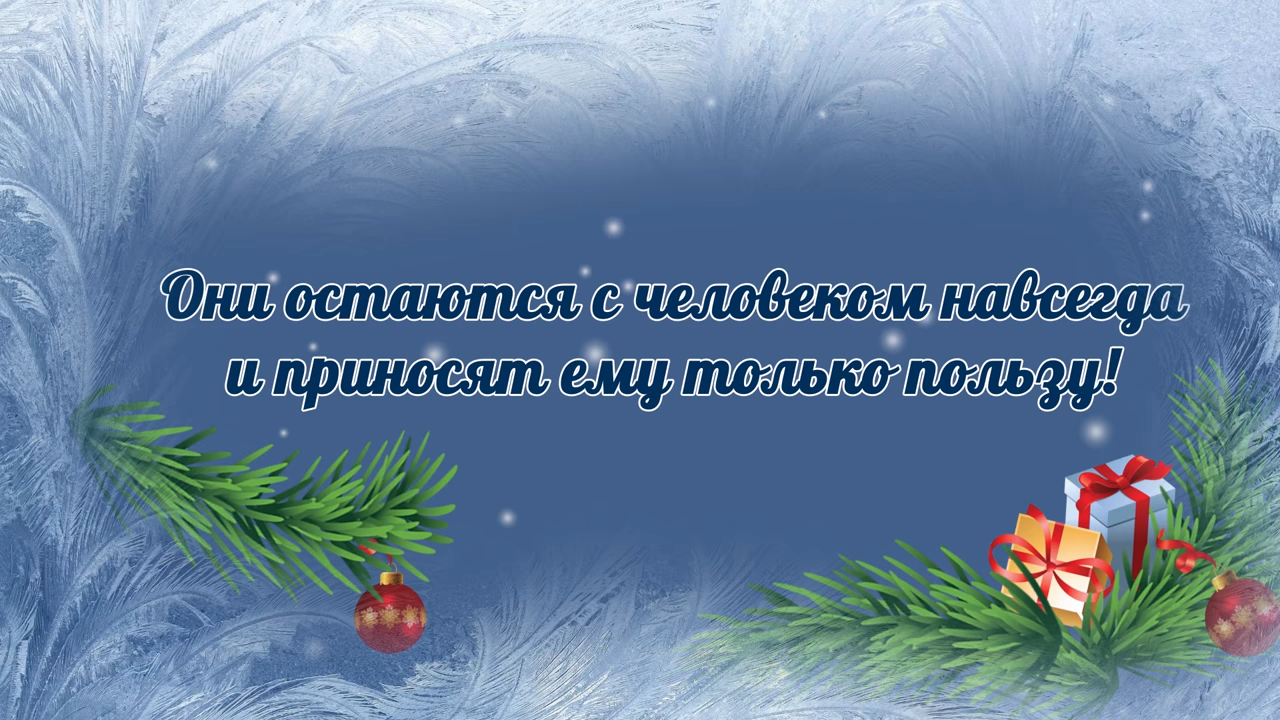 Они остаются с человеком навсегда
и приносят ему только пользу!